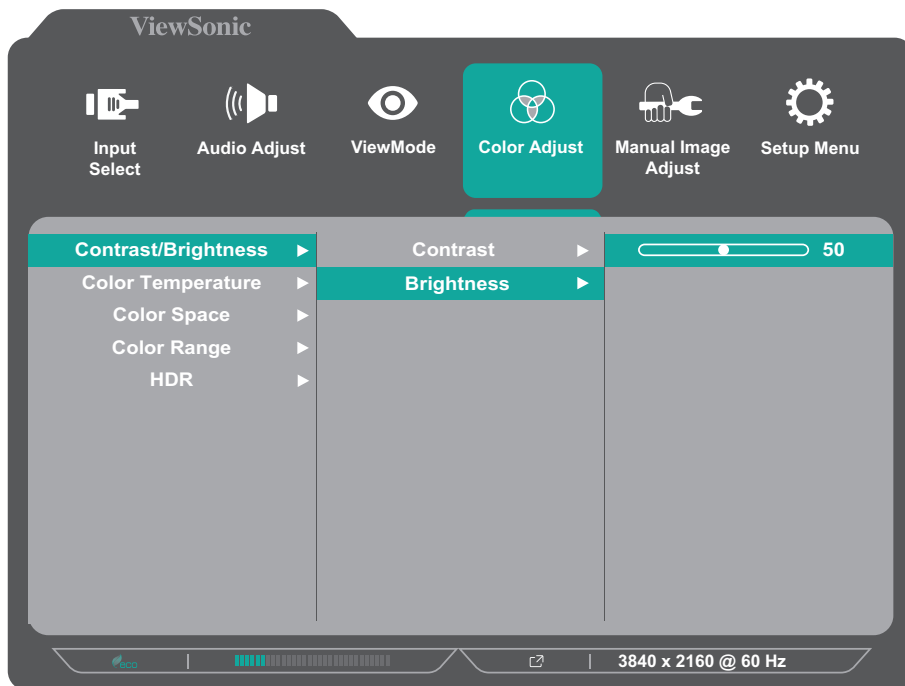 ViewSonic
Input
Select
Audio Adjust
ViewMode
Color Adjust
Manual Image
Adjust
Setup Menu
Contrast/Brightness
Contrast
50
Color Temperature
Brightness
Color Space
Color Range
HDR
eco
3840 x 2160 @ 60 Hz